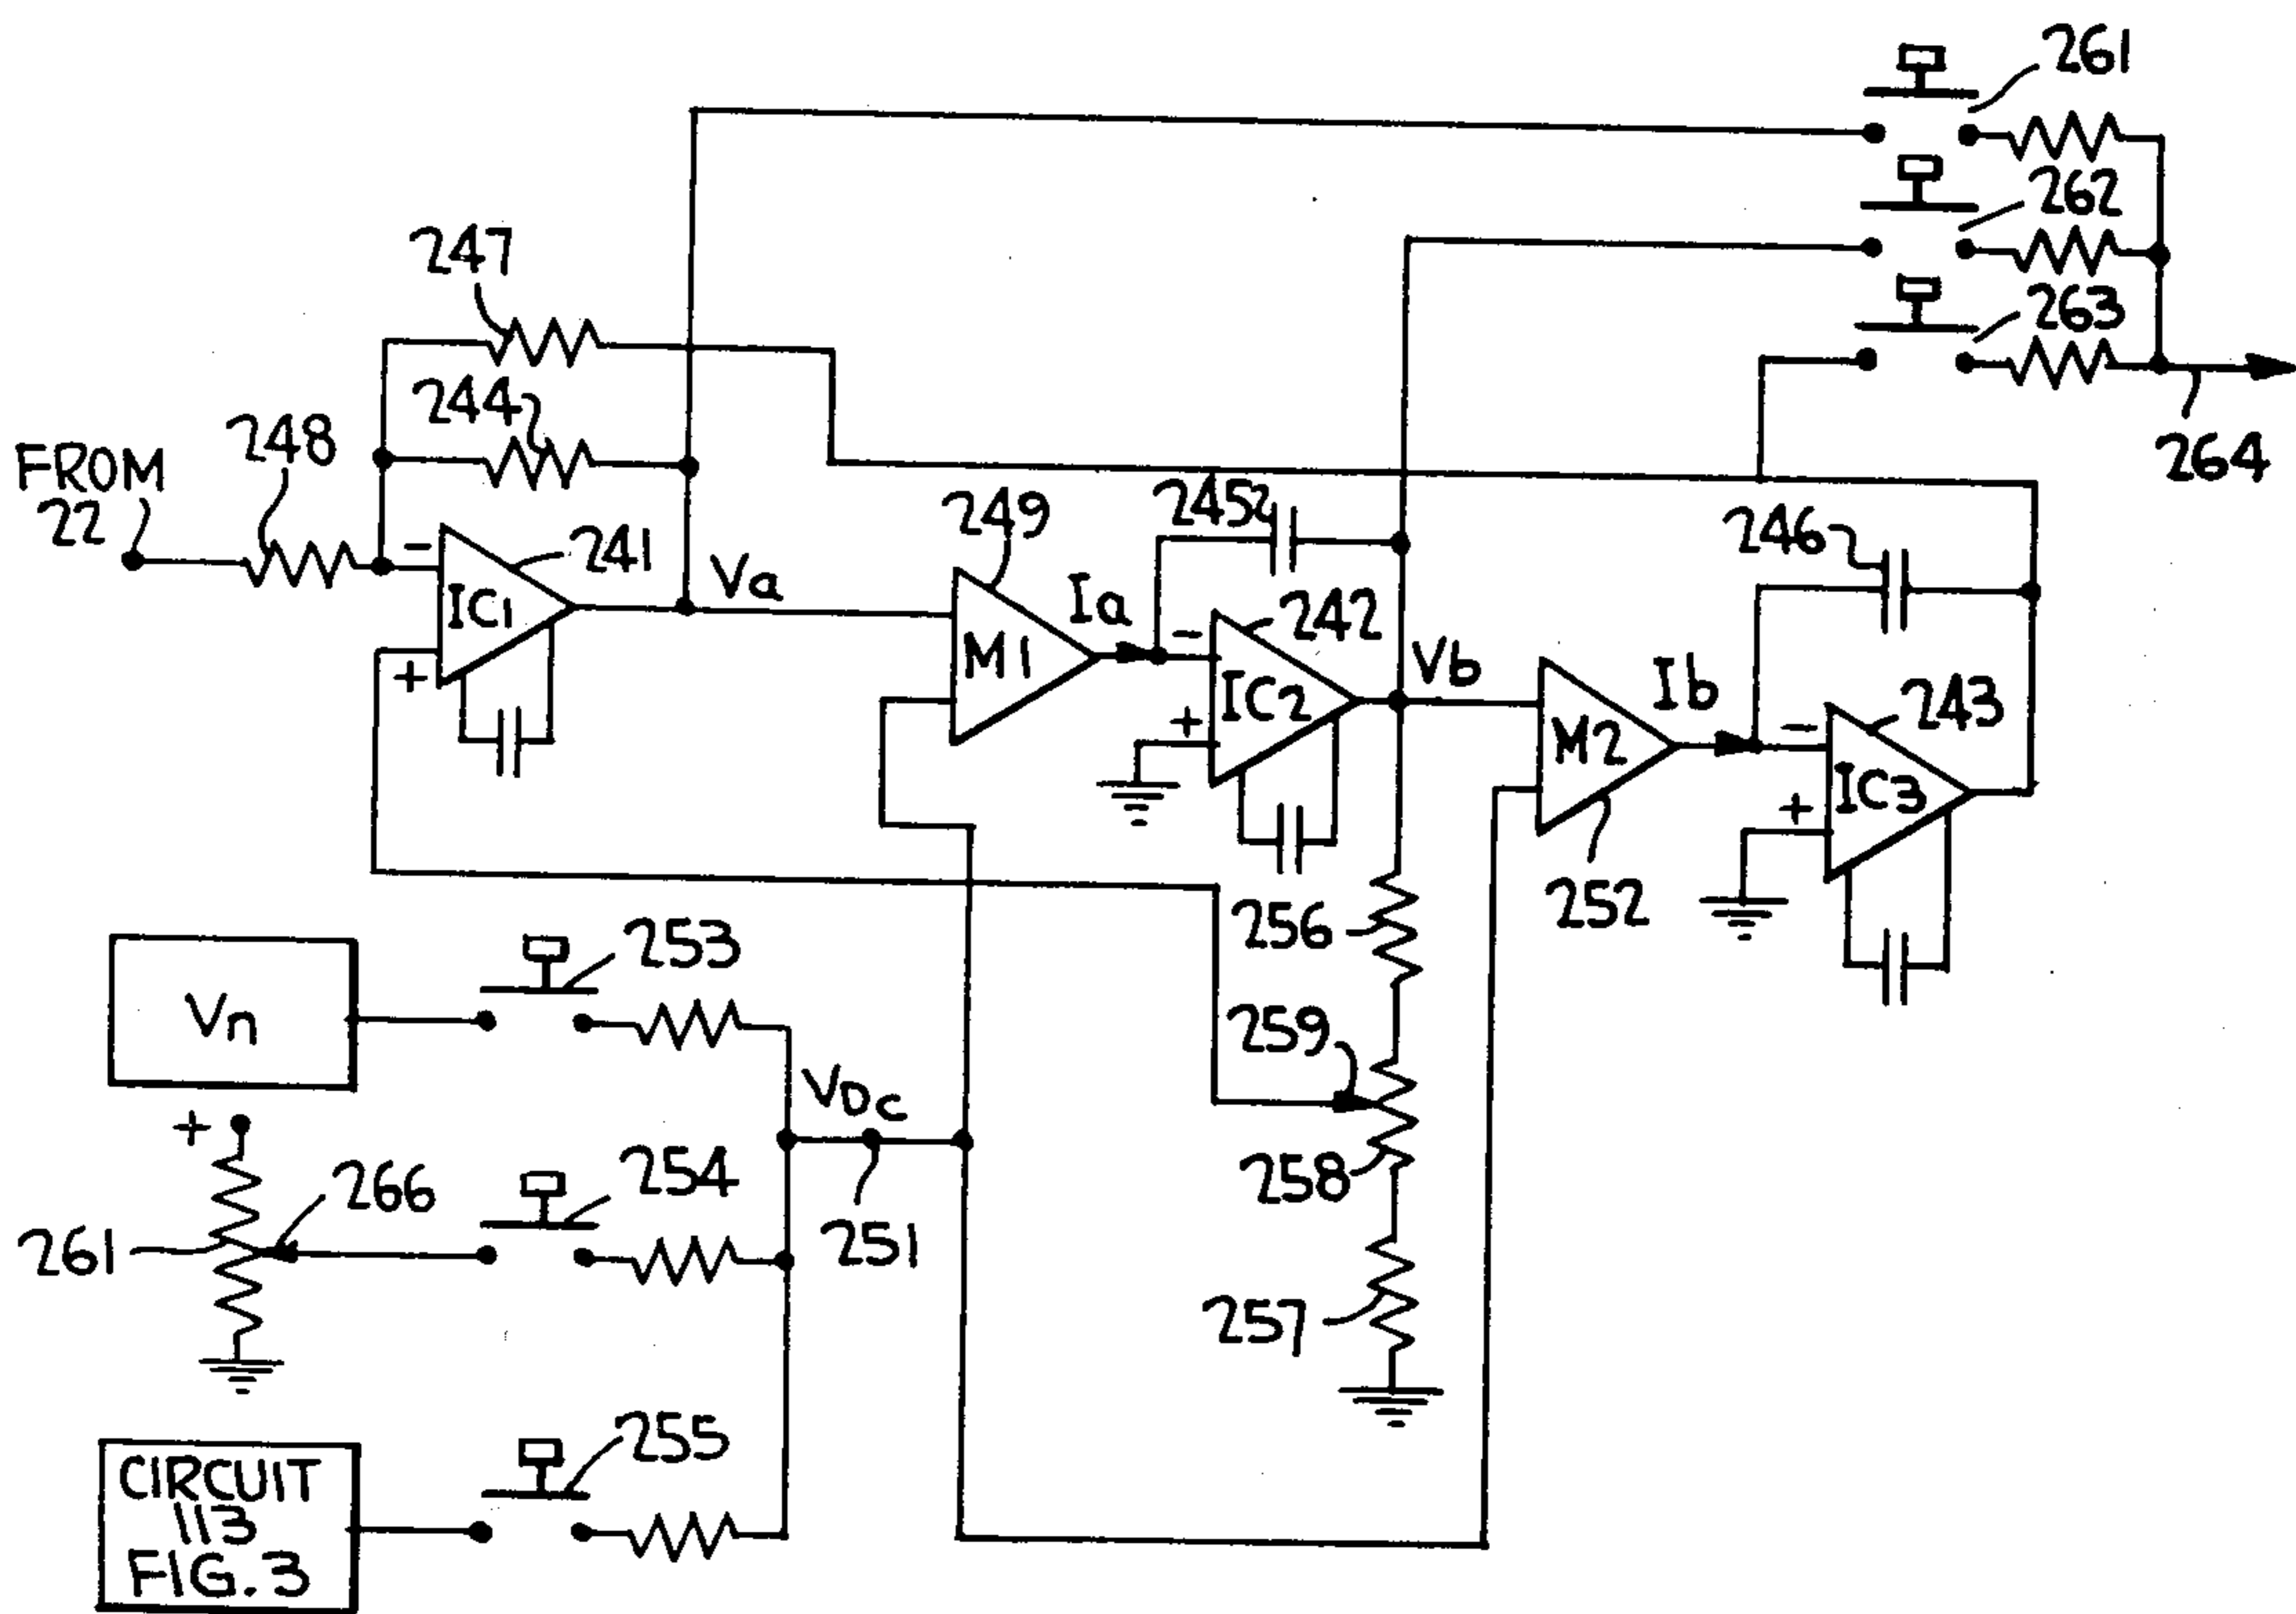 261
262
247
263
244
248
FROM
22
264
249
245
246
241
Va
Ia
242
IC1
M1
Vb
Ib
243
IC2
M2
IC3
-
+
-
+
-
+
252
256
253
Vn
259
VDc
+
266
254
258
261
251
257
255
CIRCUIT
113
FIG. 3